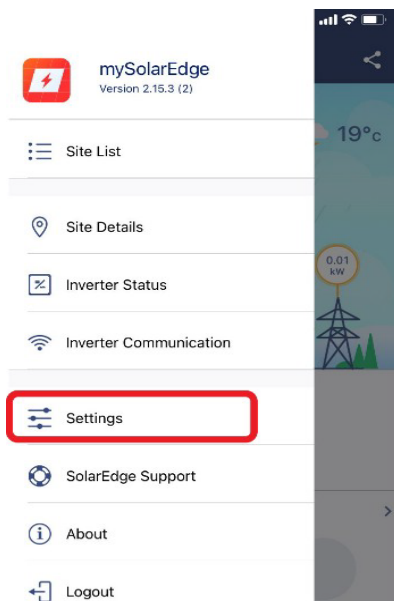 mySolarEdge
Version 2.15.3 (2)
19°c
Site List
Site Details
0.01
kW
Inverter Status
Inverter Communication
Settings
SolarEdge Support
About
Logout